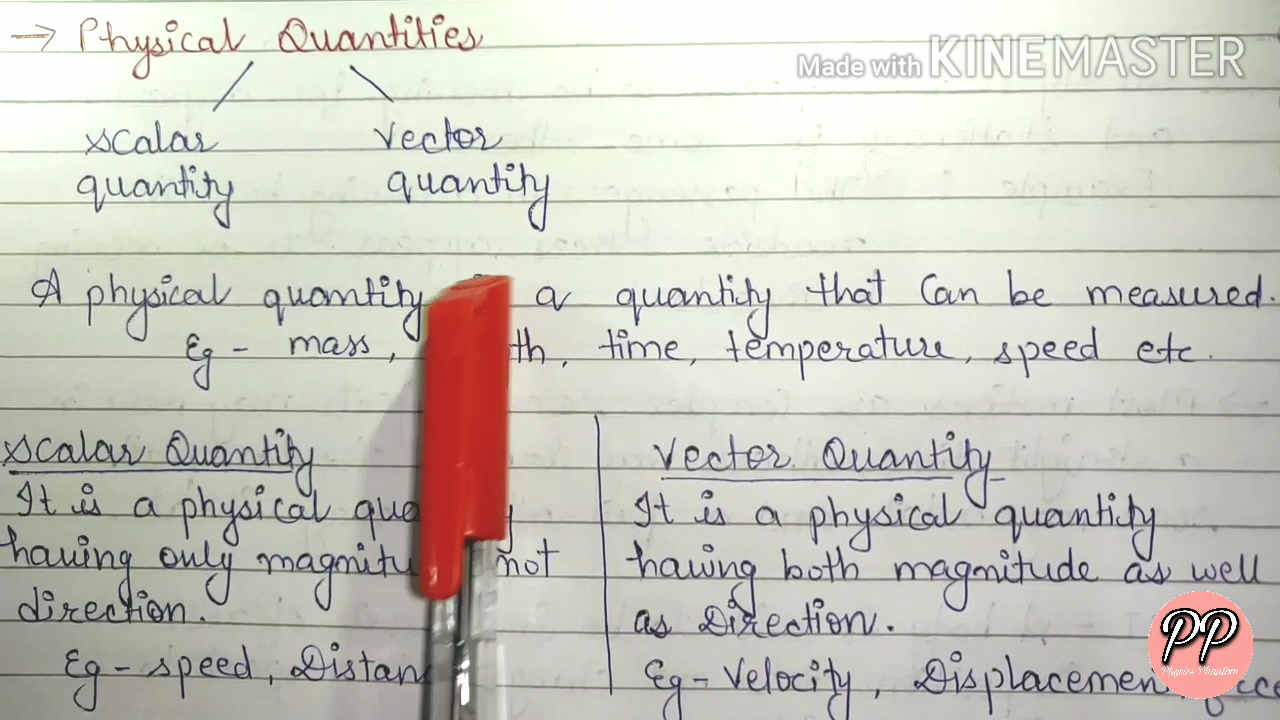 → Physical Quantities
Made with KINEMASTER
scalar quantity
vector quantity
A physical quantity a quantity that can be measured.
Eg - mass, time, temperature, speed etc.
Scalar Quantity
It is a physical
having only not
direction.
Eg - speed,
Vector Quantity
It is a physical quantity
having both magnitude as well
as Direction.
Eg - Velocity,
PP
Physics Phantom